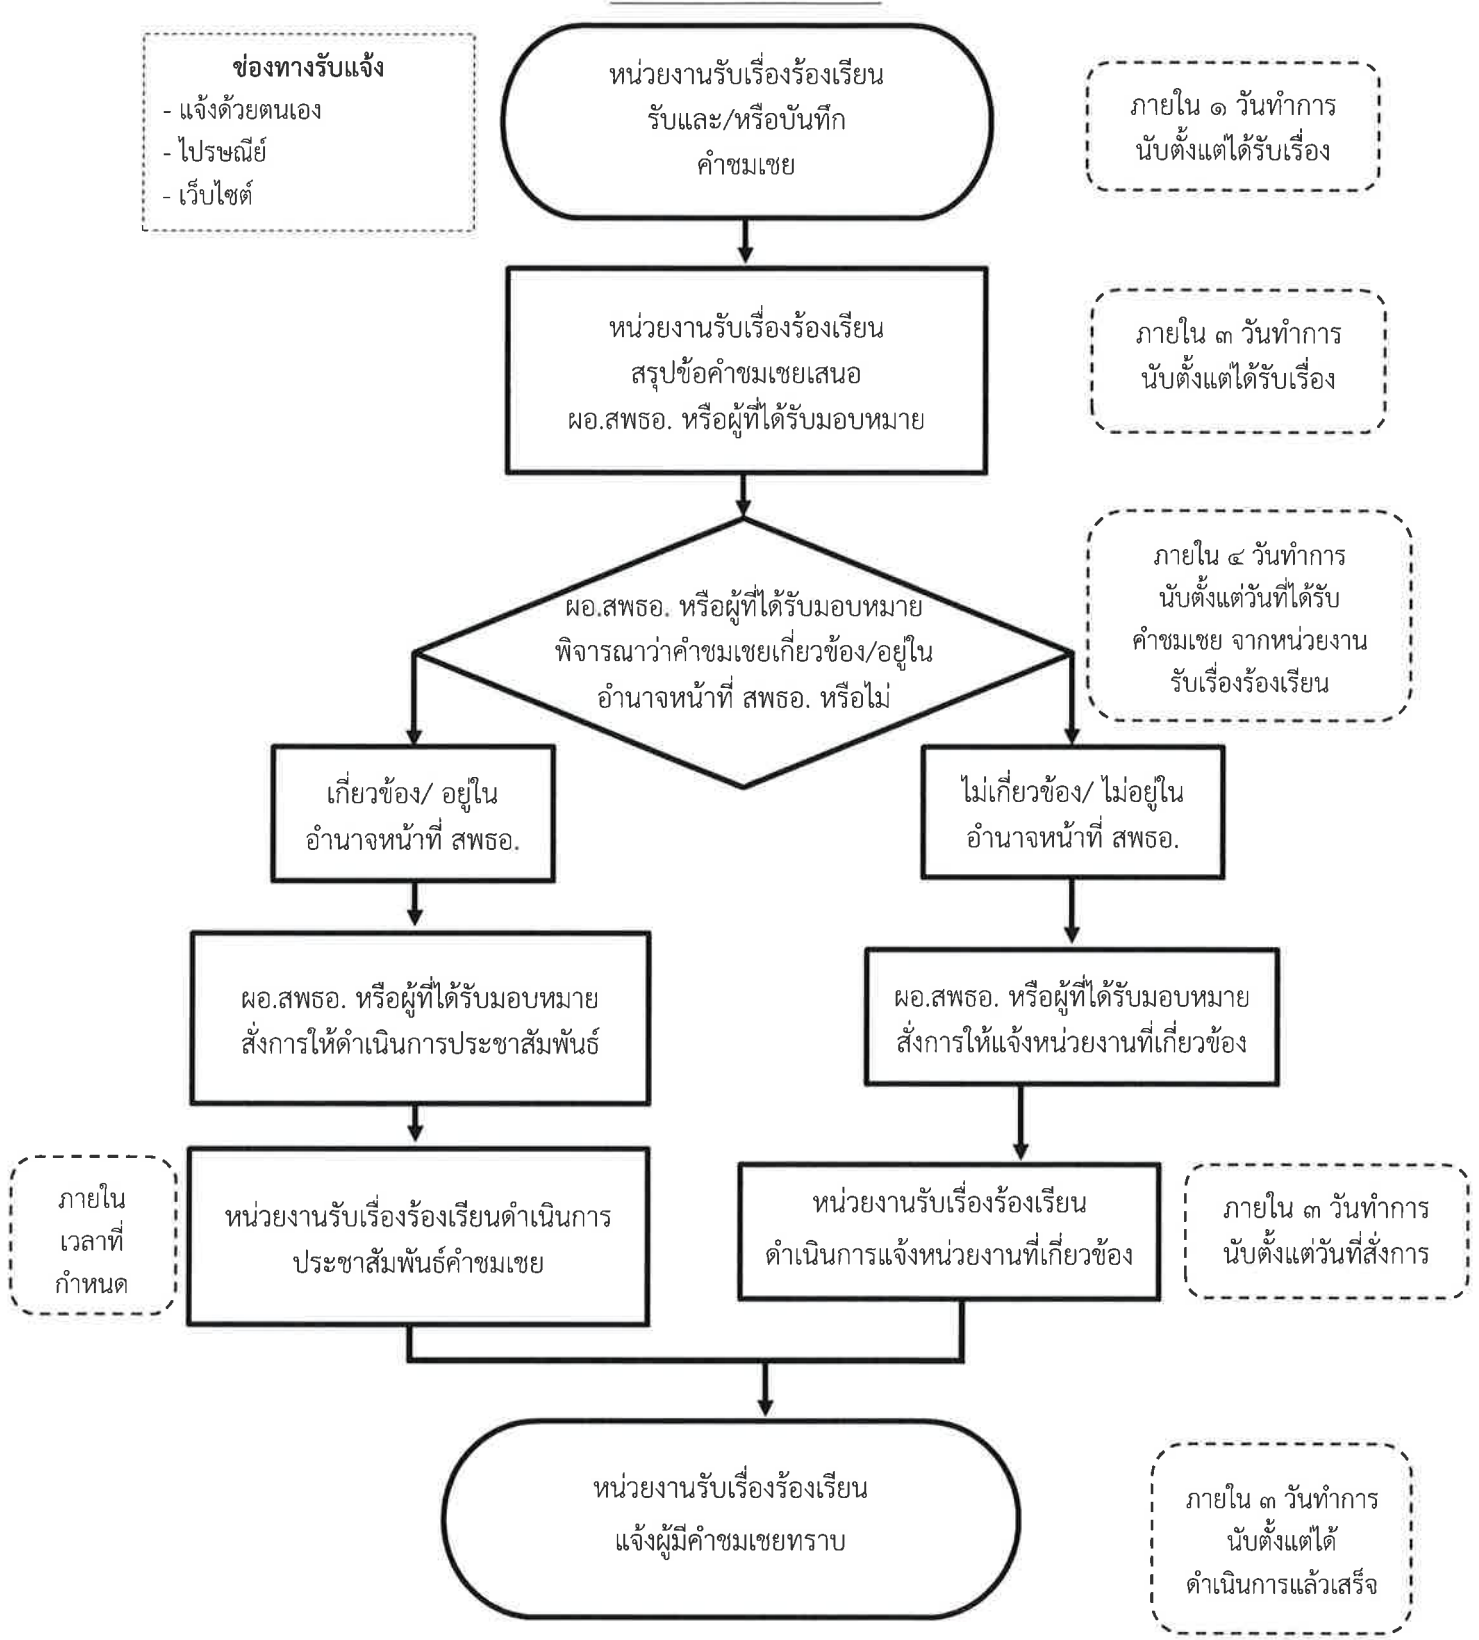 ช่องทางรับแจ้ง
- แจ้งด้วยตนเอง
- ไปรษณีย์
- เว็บไซต์
หน่วยงานรับเรื่องร้องเรียน
รับและ/หรือบันทึก
คำชมเชย
ภายใน ๑ วันทำการ
นับตั้งแต่ได้รับเรื่อง
หน่วยงานรับเรื่องร้องเรียน
สรุปข้อคำชมเชยเสนอ
ผอ.สพธอ. หรือผู้ที่ได้รับมอบหมาย
ภายใน ๓ วันทำการ
นับตั้งแต่ได้รับเรื่อง
ผอ.สพธอ. หรือผู้ที่ได้รับมอบหมาย
พิจารณาว่าคำชมเชยเกี่ยวข้อง/อยู่ใน
อำนาจหน้าที่ สพธอ. หรือไม่
ภายใน ๔ วันทำการ
นับตั้งแต่วันที่ได้รับ
คำชมเชย จากหน่วยงาน
รับเรื่องร้องเรียน
เกี่ยวข้อง/ อยู่ใน
อำนาจหน้าที่ สพธอ.
ไม่เกี่ยวข้อง/ ไม่อยู่ใน
อำนาจหน้าที่ สพธอ.
ผอ.สพธอ. หรือผู้ที่ได้รับมอบหมาย
สั่งการให้ดำเนินการประชาสัมพันธ์
ผอ.สพธอ. หรือผู้ที่ได้รับมอบหมาย
สั่งการให้แจ้งหน่วยงานที่เกี่ยวข้อง
ภายใน
เวลาที่
กำหนด
หน่วยงานรับเรื่องร้องเรียนดำเนินการ
ประชาสัมพันธ์คำชมเชย
หน่วยงานรับเรื่องร้องเรียน
ดำเนินการแจ้งหน่วยงานที่เกี่ยวข้อง
ภายใน ๓ วันทำการ
นับตั้งแต่วันที่สั่งการ
หน่วยงานรับเรื่องร้องเรียน
แจ้งผู้มีคำชมเชยทราบ
ภายใน ๓ วันทำการ
นับตั้งแต่ได้
ดำเนินการแล้วเสร็จ